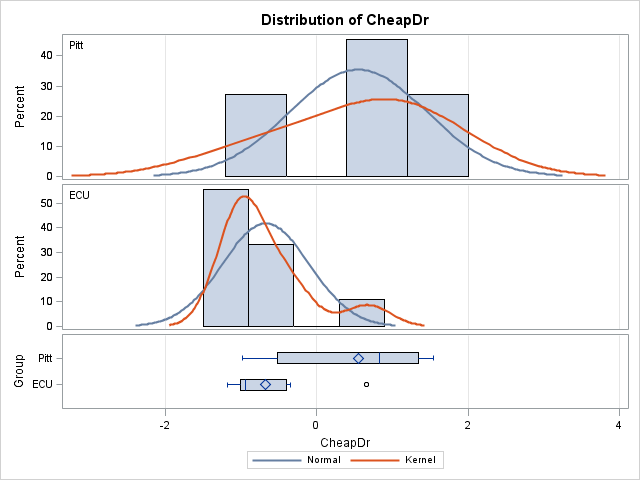 Distribution of CheapDr
Pitt
Percent
40
30
20
10
0
ECU
Percent
50
40
30
20
10
0
Group
Pitt
ECU
-2 0 2 4
CheapDr
Normal Kernel